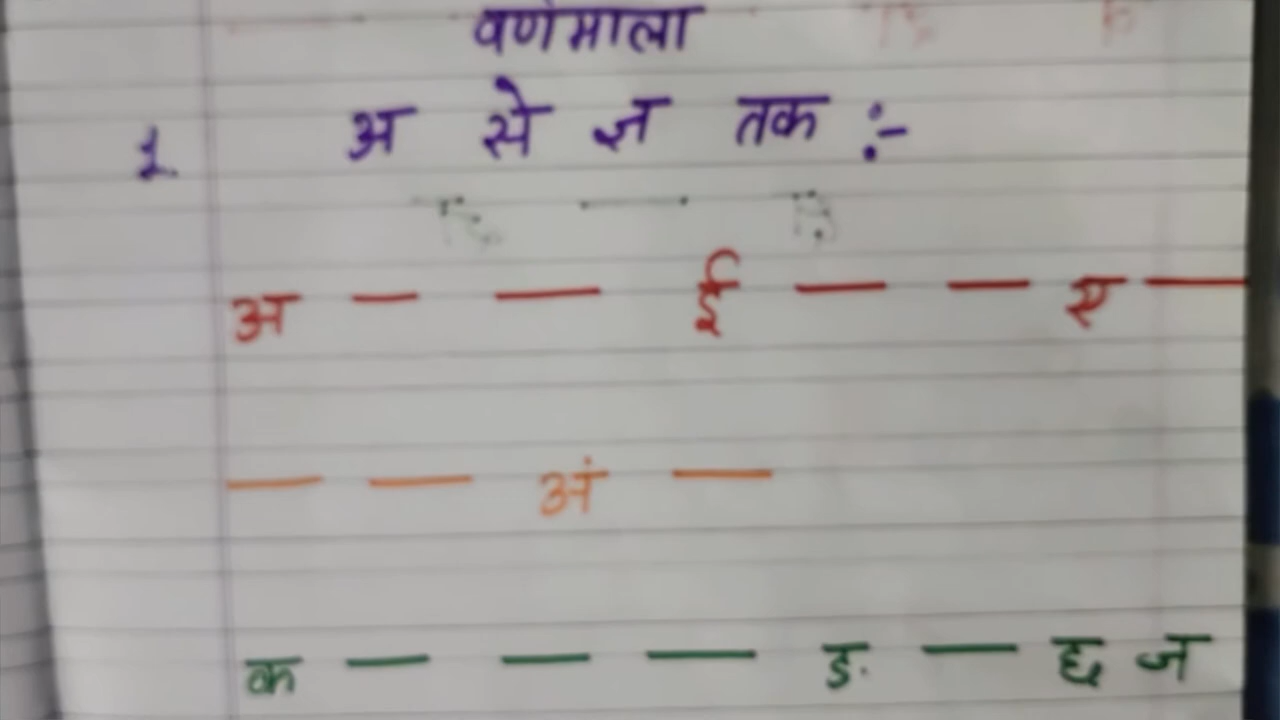 वर्णमाला
1. अ से ज्ञ तक :-
अ — — ई — — ए —
— — अं —
क — — — ङ — छ ज